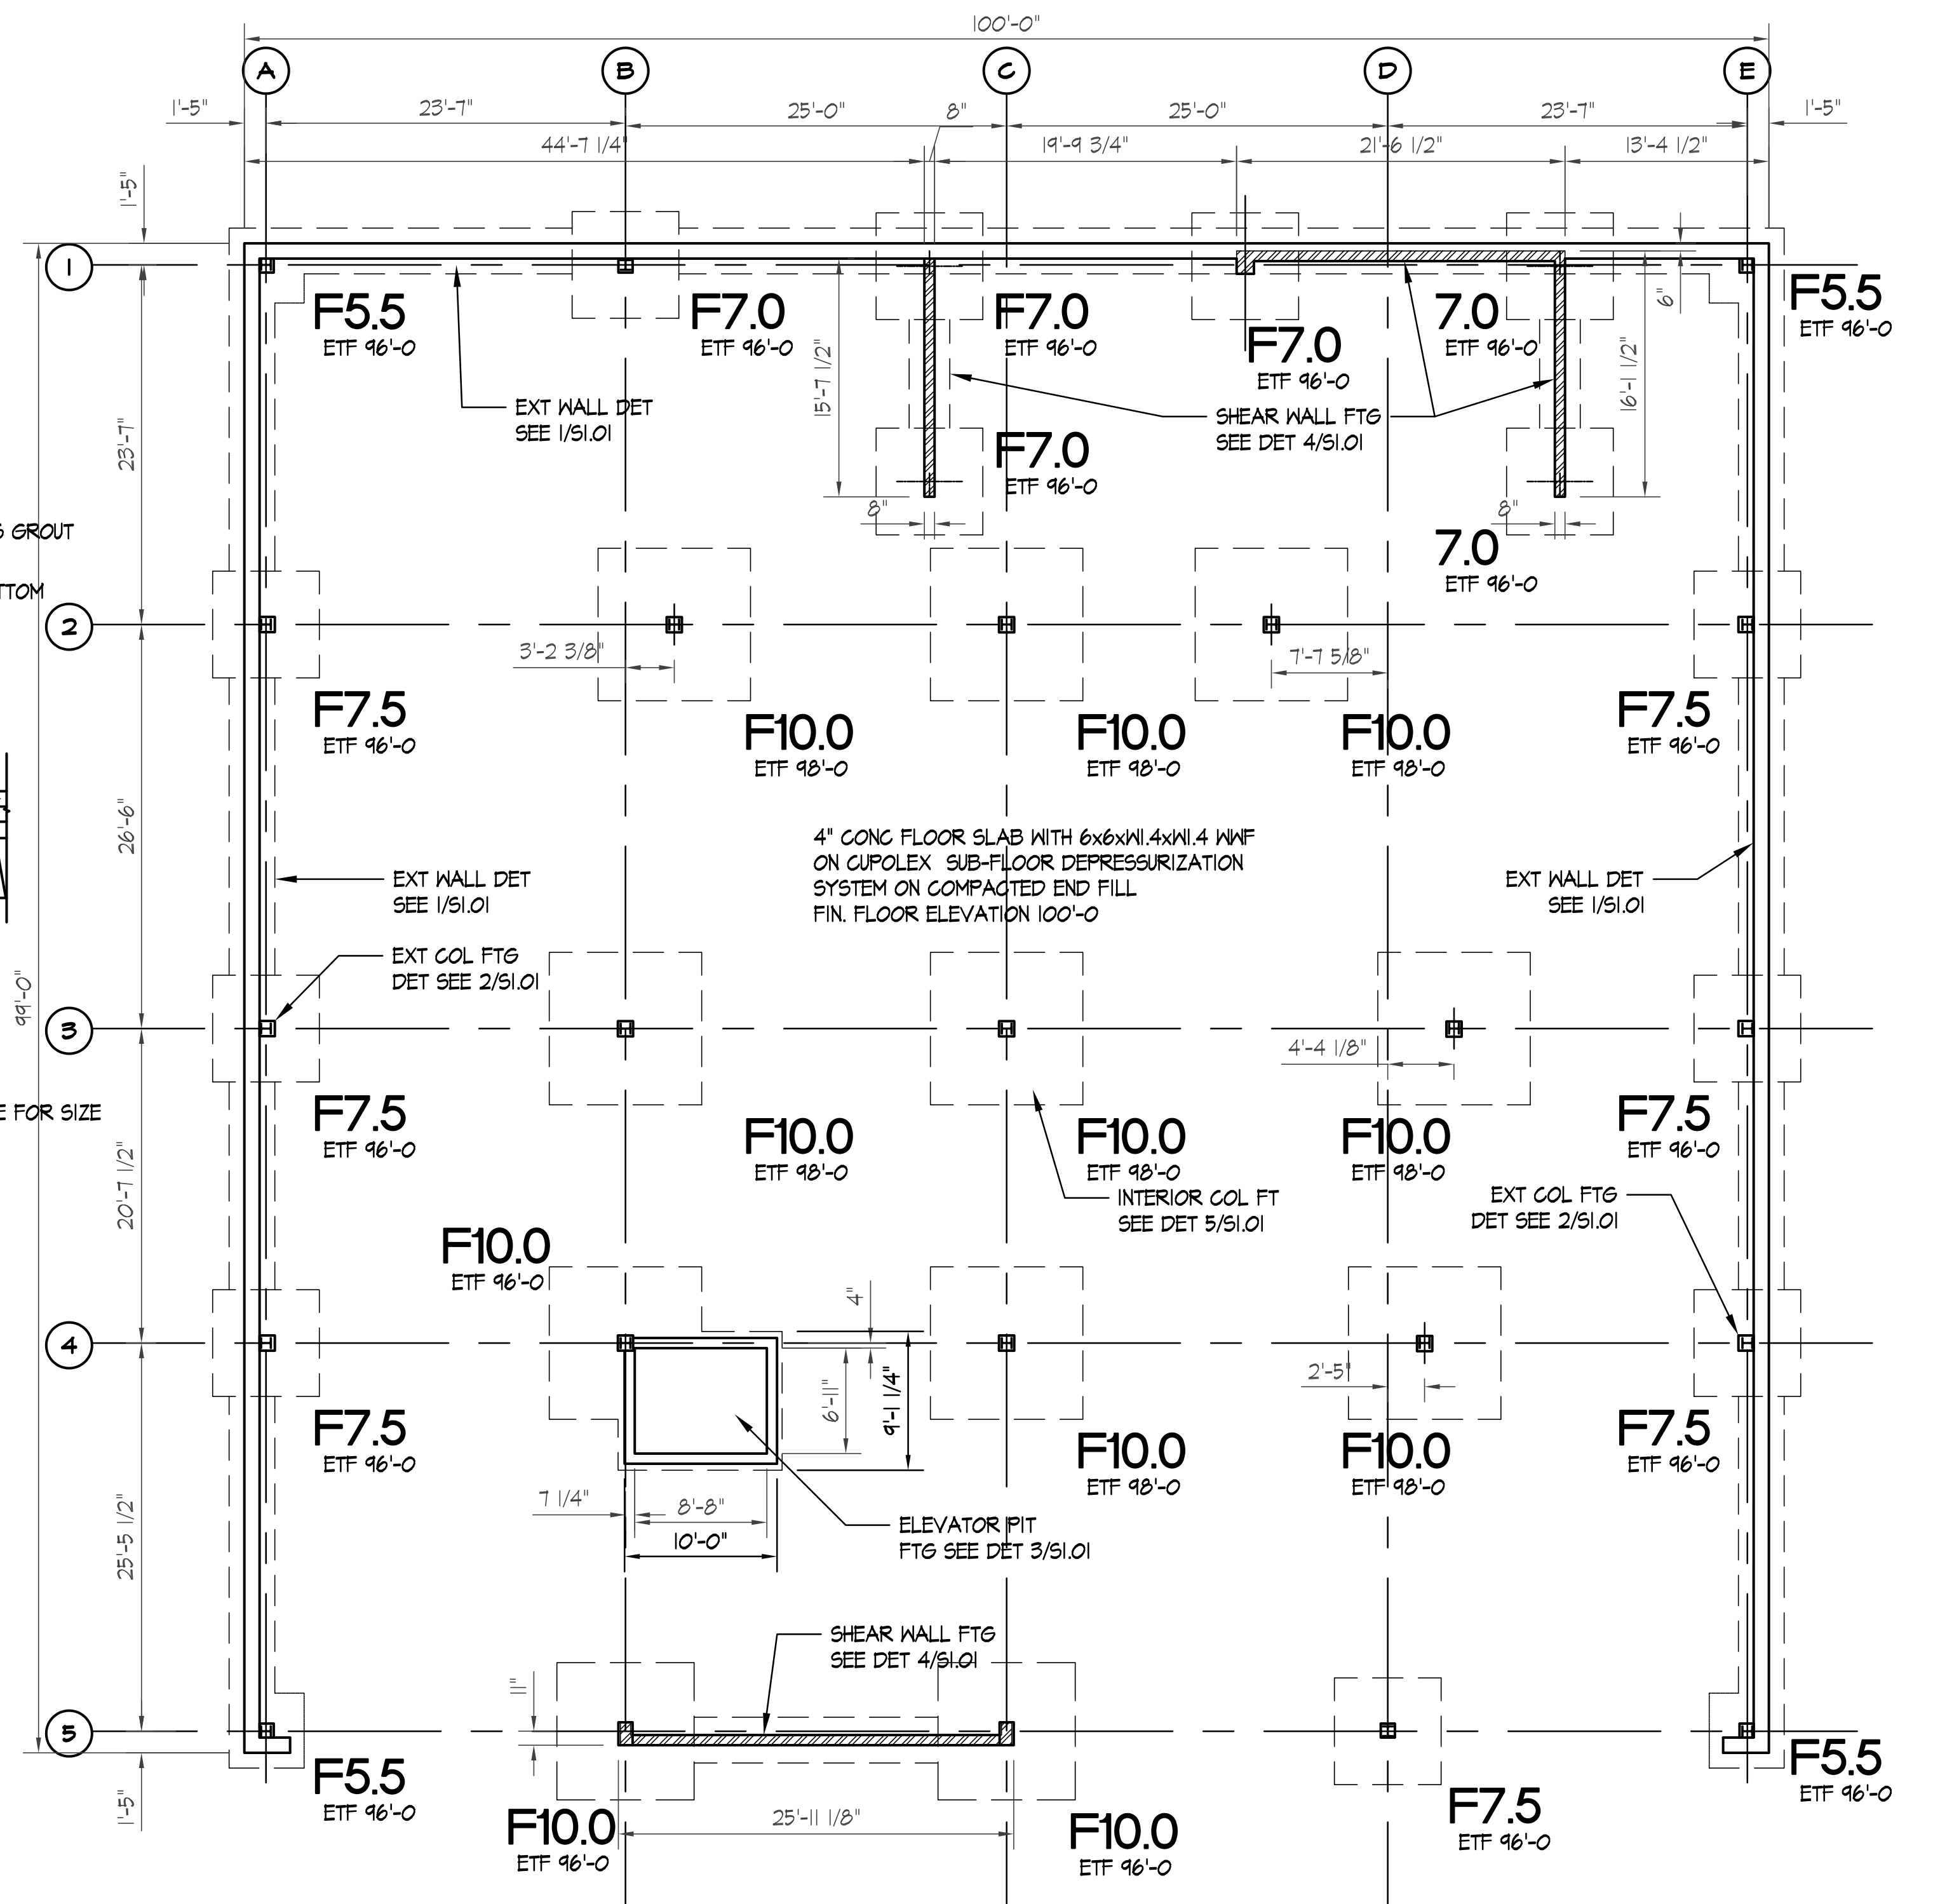 100'-0"
A
B
C
D
E
1'-5"
23'-7"
25'-0"
8"
25'-0"
23'-7"
1'-5"
44'-7 1/4"
19'-9 3/4"
21'-6 1/2"
13'-4 1/2"
1'-5"
1
F5.5
ETF 96'-0
F7.0
ETF 96'-0
F7.0
ETF 96'-0
F7.0
ETF 96'-0
7.0
ETF 96'-0
6"
F5.5
ETF 96'-0
23'-7"
EXT WALL DET
SEE 1/S1.01
15'-7 1/2"
SHEAR WALL FTG
SEE DET 4/S1.01
16'-1 1/2"
F7.0
ETF 96'-0
8"
8"
7.0
ETF 96'-0
GROUT
2
3'-2 3/8"
7'-7 5/8"
F7.5
ETF 96'-0
F10.0
ETF 98'-0
F10.0
ETF 98'-0
F10.0
ETF 98'-0
F7.5
ETF 96'-0
26'-6"
4" CONC FLOOR SLAB WITH 6x6xW1.4xW1.4 WWF
ON CUPOLEX SUB-FLOOR DEPRESSURIZATION
SYSTEM ON COMPACTED END FILL
FIN. FLOOR ELEVATION 100'-0
EXT WALL DET
SEE 1/S1.01
EXT WALL DET
SEE 1/S1.01
EXT COL FTG
DET SEE 2/S1.01
99'-0"
3
4'-4 1/8"
FOR SIZE
F7.5
ETF 96'-0
F10.0
ETF 98'-0
F10.0
ETF 98'-0
F10.0
ETF 98'-0
F7.5
ETF 96'-0
20'-7 1/2"
INTERIOR COL FT
SEE DET 5/S1.01
EXT COL FTG
DET SEE 2/S1.01
F10.0
ETF 96'-0
4"
4
2'-5"
6'-11"
9'-1 1/4"
F7.5
ETF 96'-0
F10.0
ETF 98'-0
F10.0
ETF 98'-0
F7.5
ETF 96'-0
7 1/4"
8'-8"
10'-0"
25'-5 1/2"
ELEVATOR PIT
FTG SEE DET 3/S1.01
SHEAR WALL FTG
SEE DET 4/S1.01
11"
5
1'-5"
F5.5
ETF 96'-0
F10.0
ETF 96'-0
25'-11 1/8"
F10.0
ETF 96'-0
F7.5
ETF 96'-0
F5.5
ETF 96'-0